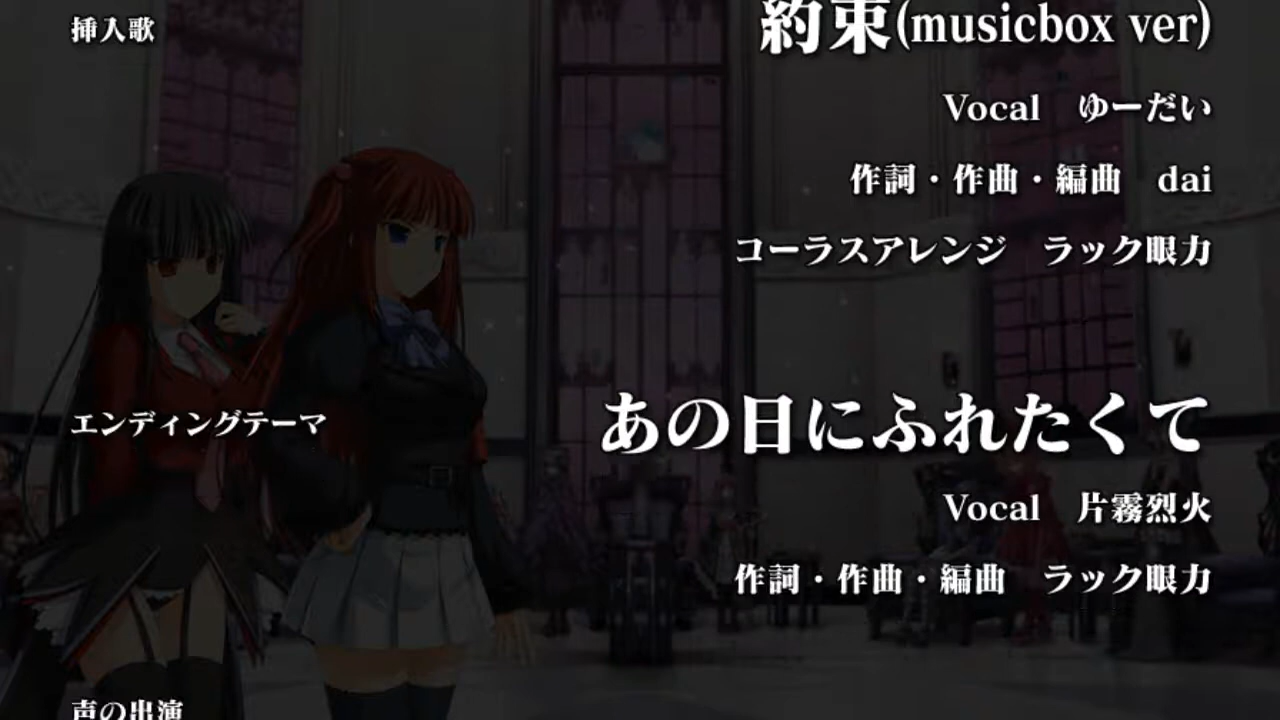 挿入歌
約束(musicbox ver)
Vocal ゆーだい
作詞・作曲・編曲 dai
コーラスアレンジ ラック眼力
エンディングテーマ
あの日にふれたくて
Vocal 片霧烈火
作詞・作曲・編曲 ラック眼力
声の出演